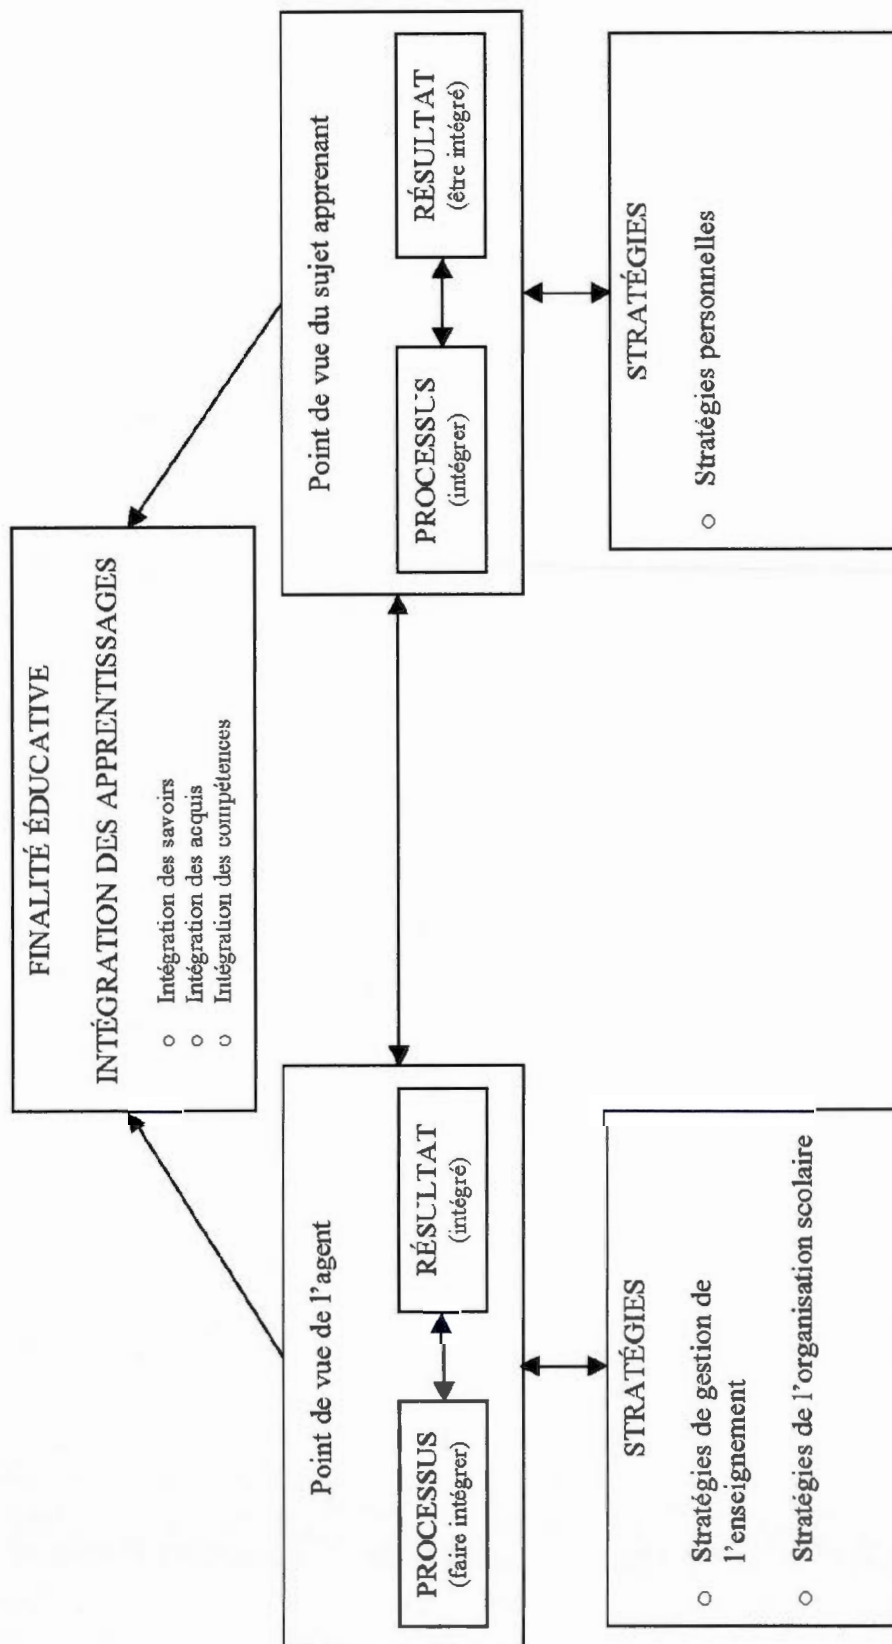 FINALITÉ ÉDUCATIVE
INTÉGRATION DES APPRENTISSAGES
○ Intégration des savoirs
○ Intégration des acquis
○ Intégration des compétences
Point de vue de l'agent
PROCESSUS
(faire intégrer)
RÉSULTAT
(intégré)
Point de vue du sujet apprenant
PROCESSUS
(intégrer)
RÉSULTAT
(être intégré)
STRATÉGIES
○ Stratégies de gestion de
l'enseignement
○ Stratégies de l'organisation scolaire
STRATÉGIES
○ Stratégies personnelles